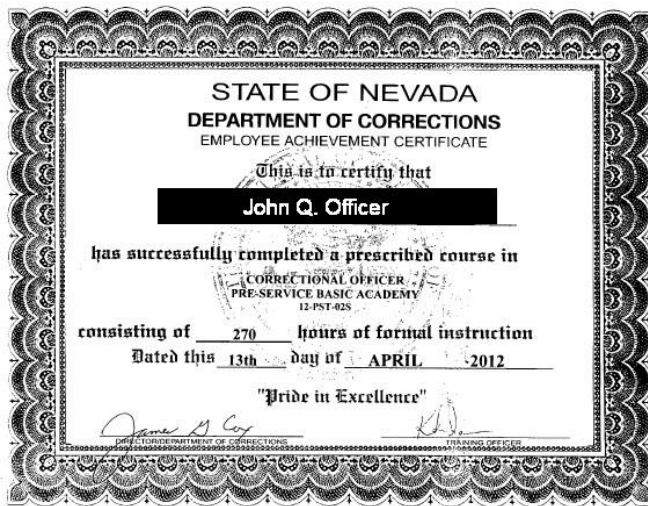 STATE OF NEVADA
DEPARTMENT OF CORRECTIONS
EMPLOYEE ACHIEVEMENT CERTIFICATE
This is to certify that
John Q. Officer
has successfully completed a prescribed course in
CORRECTIONAL OFFICER
PRE-SERVICE BASIC ACADEMY
12-PST-02S
consisting of 270 hours of formal instruction
Dated this 13th day of APRIL -2012
"Pride in Excellence"
James G Cox
DIRECTOR/DEPARTMENT OF CORRECTIONS
TRAINING OFFICER